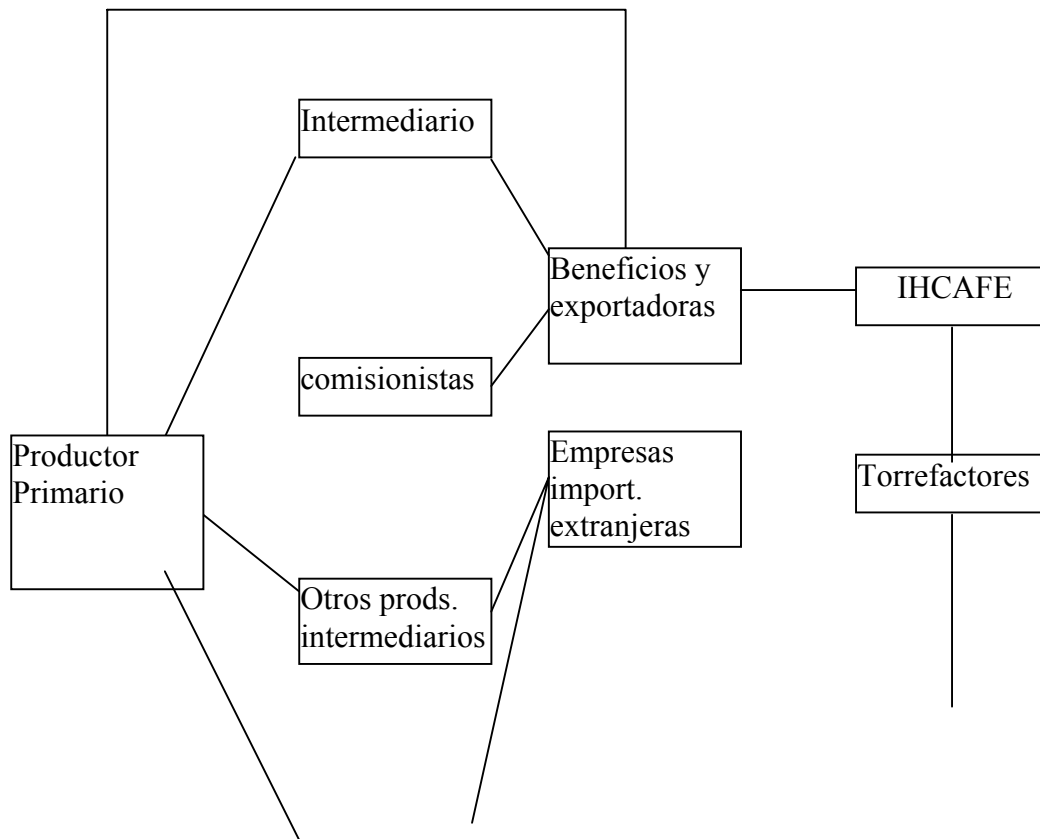 Intermediario
Beneficios y
exportadoras
IHCAFE
comisionistas
Productor
Primario
Empresas
import.
extranjeras
Torrefactores
Otros prods.
intermediarios